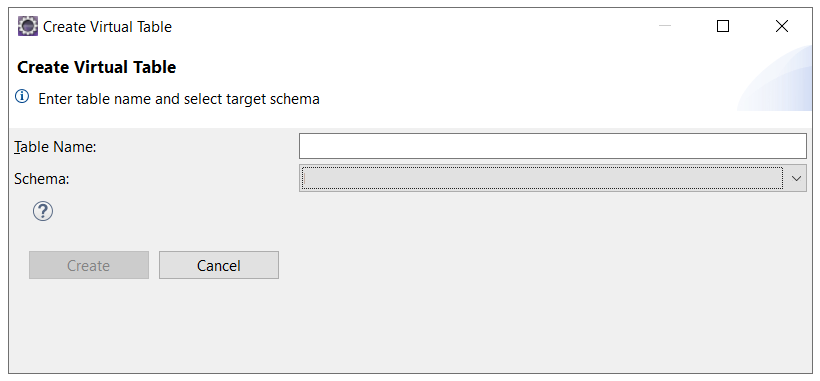 Create Virtual Table
Create Virtual Table
Enter table name and select target schema
Table Name:
Schema:
Create
Cancel